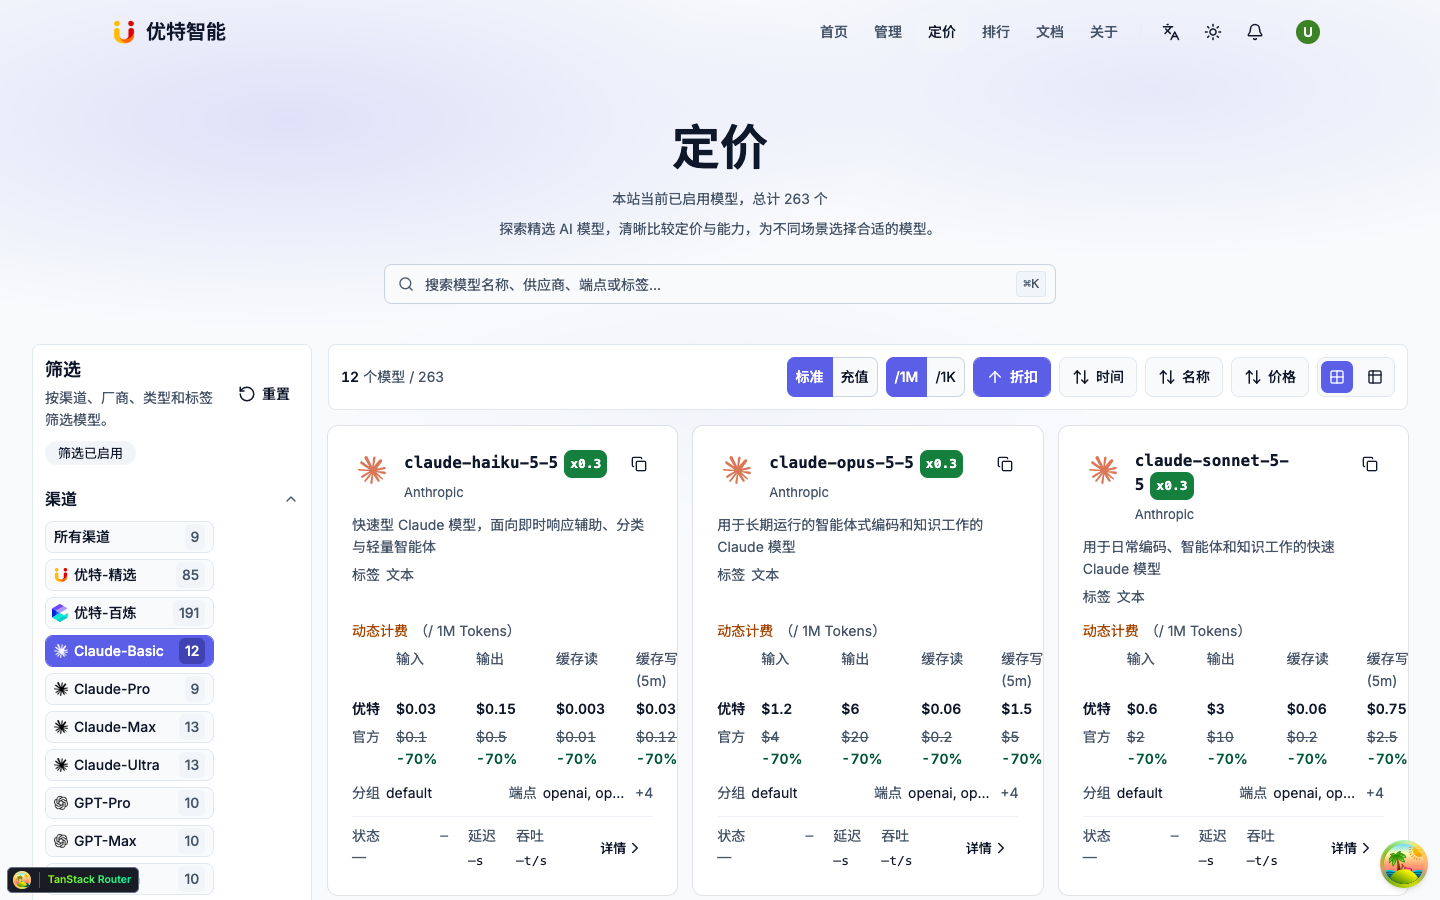 优特智能
首页 管理 定价 排行 文档 关于
U
定价
本站当前已启用模型，总计 263 个
探索精选 AI 模型，清晰比较定价与能力，为不同场景选择合适的模型。
搜索模型名称、供应商、端点或标签... ⌘K
筛选
按渠道、厂商、类型和标签
筛选模型。
重置
筛选已启用
渠道
所有渠道 9
优特-精选 85
优特-百炼 191
Claude-Basic 12
Claude-Pro 9
Claude-Max 13
Claude-Ultra 13
GPT-Pro 10
GPT-Max 10
10
TanStack Router
12 个模型 / 263
标准 充值 /1M /1K 折扣 时间 名称 价格
claude-haiku-5-5 x0.3
Anthropic
快速型 Claude 模型，面向即时响应辅助、分类
与轻量智能体
标签 文本
动态计费 （/ 1M Tokens）
输入 输出 缓存读 缓存写
(5m)
优特 $0.03 $0.15 $0.003 $0.03
官方 $0.1 $0.5 $0.01 $0.12
-70% -70% -70% -70%
分组 default 端点 openai, op... +4
状态 – 延迟 吞吐
— —s —t/s
详情
claude-opus-5-5 x0.3
Anthropic
用于长期运行的智能体式编码和知识工作的
Claude 模型
标签 文本
动态计费 （/ 1M Tokens）
输入 输出 缓存读 缓存写
(5m)
优特 $1.2 $6 $0.06 $1.5
官方 $4 $20 $0.2 $5
-70% -70% -70% -70%
分组 default 端点 openai, op... +4
状态 – 延迟 吞吐
— —s —t/s
详情
claude-sonnet-5-
5 x0.3
Anthropic
用于日常编码、智能体和知识工作的快速
Claude 模型
标签 文本
动态计费 （/ 1M Tokens）
输入 输出 缓存读 缓存写
(5m)
优特 $0.6 $3 $0.06 $0.75
官方 $2 $10 $0.2 $2.5
-70% -70% -70% -70%
分组 default 端点 openai, op... +4
状态 – 延迟 吞吐
— —s —t/s
详情